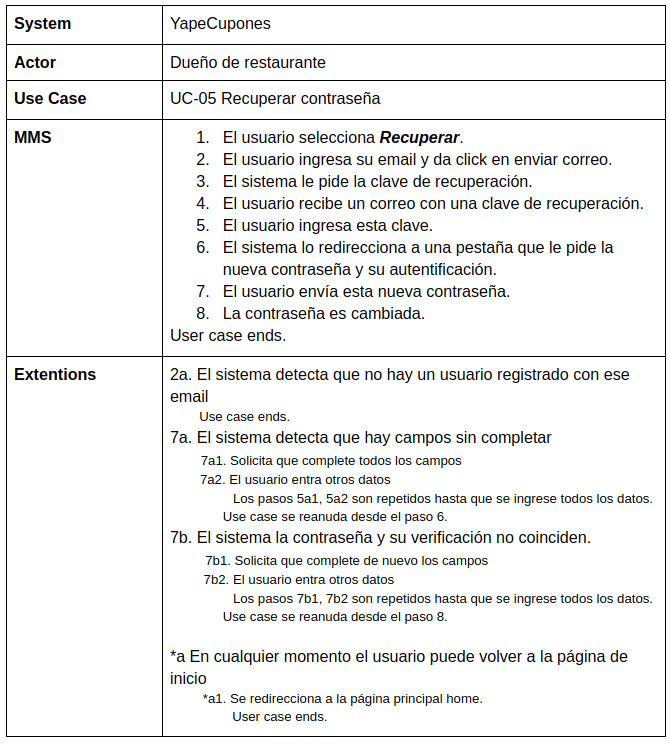 System YapeCupones
Actor Dueño de restaurante
Use Case UC-05 Recuperar contraseña
MMS
1. El usuario selecciona Recuperar.
2. El usuario ingresa su email y da click en enviar correo.
3. El sistema le pide la clave de recuperación.
4. El usuario recibe un correo con una clave de recuperación.
5. El usuario ingresa esta clave.
6. El sistema lo redirecciona a una pestaña que le pide la
nueva contraseña y su autentificación.
7. El usuario envía esta nueva contraseña.
8. La contraseña es cambiada.
User case ends.
Extentions
2a. El sistema detecta que no hay un usuario registrado con ese
email
Use case ends.
7a. El sistema detecta que hay campos sin completar
7a1. Solicita que complete todos los campos
7a2. El usuario entra otros datos
Los pasos 5a1, 5a2 son repetidos hasta que se ingrese todos los datos.
Use case se reanuda desde el paso 6.
7b. El sistema la contraseña y su verificación no coinciden.
7b1. Solicita que complete de nuevo los campos
7b2. El usuario entra otros datos
Los pasos 7b1, 7b2 son repetidos hasta que se ingrese todos los datos.
Use case se reanuda desde el paso 8.
*a En cualquier momento el usuario puede volver a la página de
inicio
*a1. Se redirecciona a la página principal home.
User case ends.